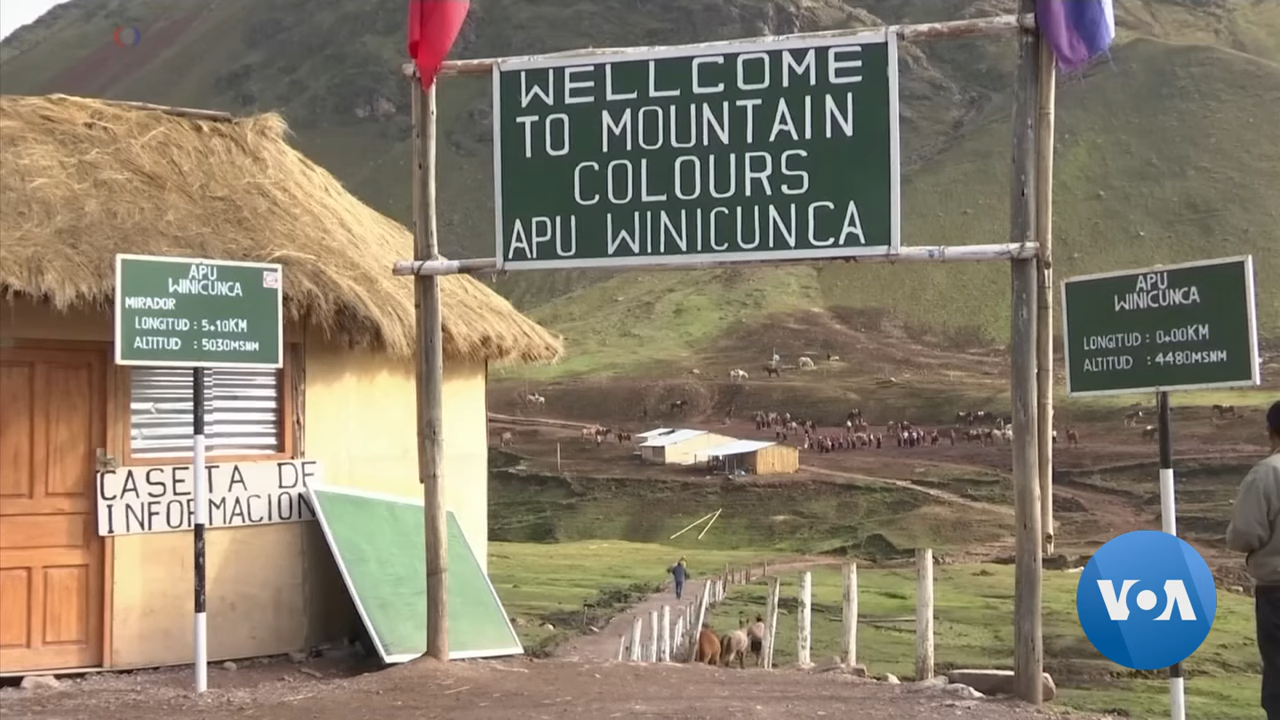 WELLCOME
TO MOUNTAIN
COLOURS
APU WINICUNCA
APU
WINICUNCA
MIRADOR
LONGITUD : 5+10KM
ALTITUD : 5030MSNM
CASETA DE
INFORMACION
APU
WINICUNCA
LONGITUD : 0+00KM
ALTITUD : 4480MSNM
VOA